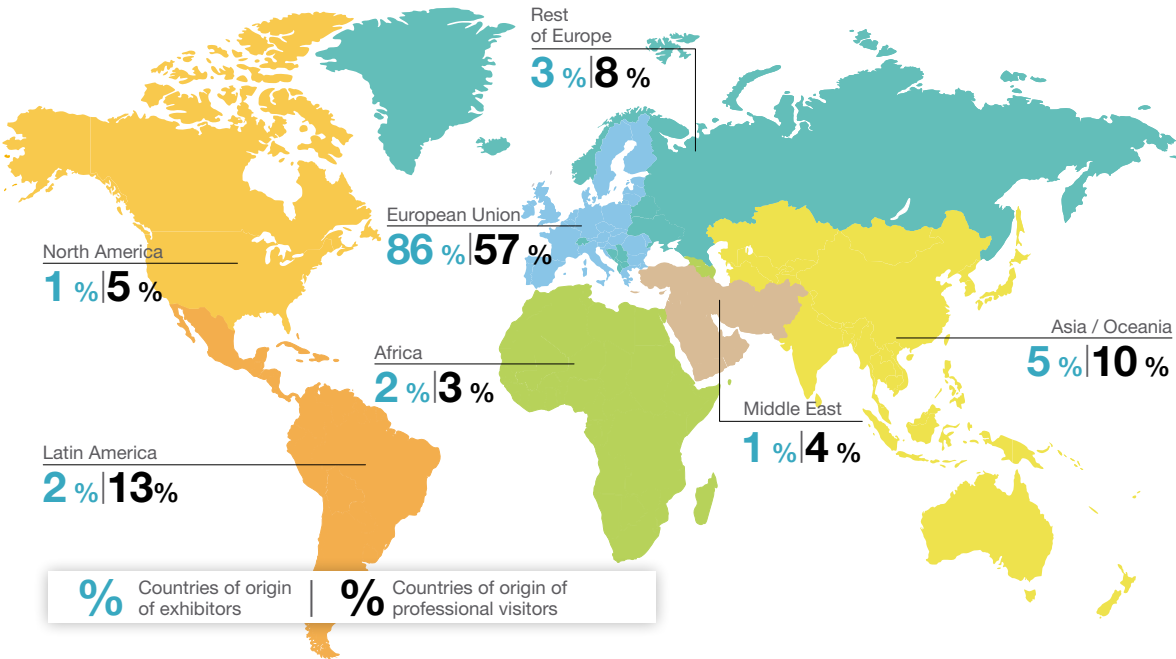 Rest
of Europe
3 % | 8 %
European Union
86 % | 57 %
North America
1 % | 5 %
Asia / Oceania
5 % | 10 %
Africa
2 % | 3 %
Middle East
1 % | 4 %
Latin America
2 % | 13%
% Countries of origin
of exhibitors
% Countries of origin of
professional visitors